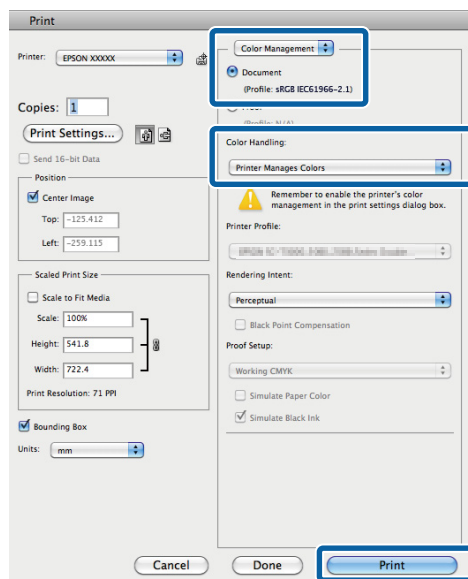 Print
Printer: EPSON XXXXX
Copies: 1
Print Settings...
Send 16-bit Data
Position
Center Image
Top: -125.412
Left: -259.115
Scaled Print Size
Scale to Fit Media
Scale: 100%
Height: 541.8
Width: 722.4
Print Resolution: 71 PPI
Bounding Box
Units: mm
Color Management
Document
(Profile: sRGB IEC61966-2.1)
Color Handling:
Printer Manages Colors
Remember to enable the printer's color
management in the print settings dialog box.
Printer Profile:
Rendering Intent:
Perceptual
Black Point Compensation
Proof Setup:
Working CMYK
Simulate Paper Color
Simulate Black Ink
Cancel
Done
Print